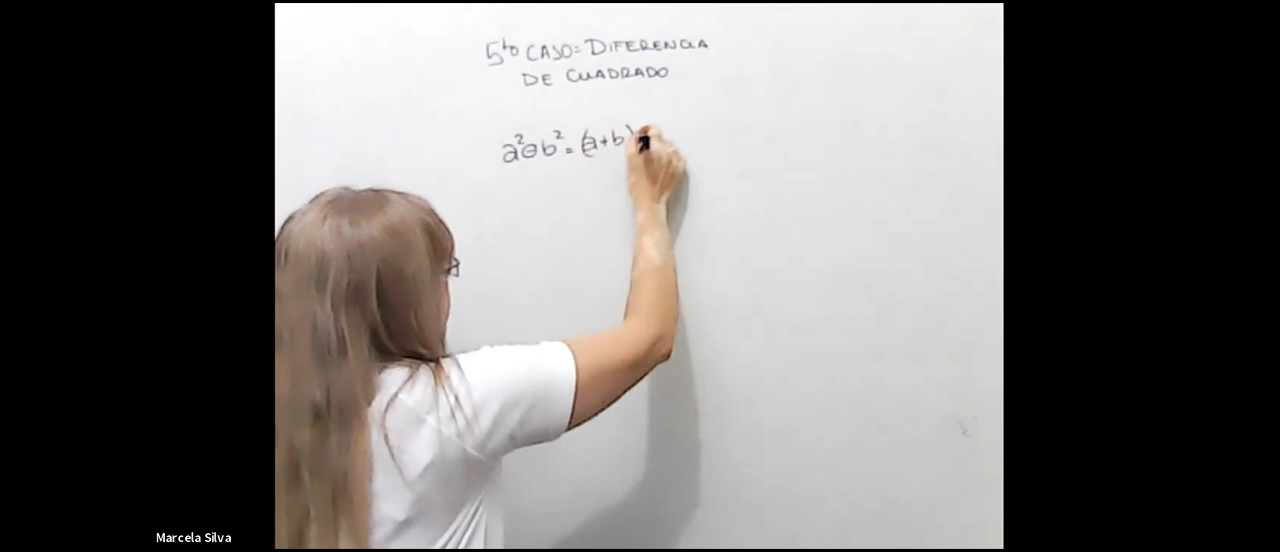 5to CASO = DIFERENCIA
DE CUADRADO
a²⊖b² = (a+b)
Marcela Silva